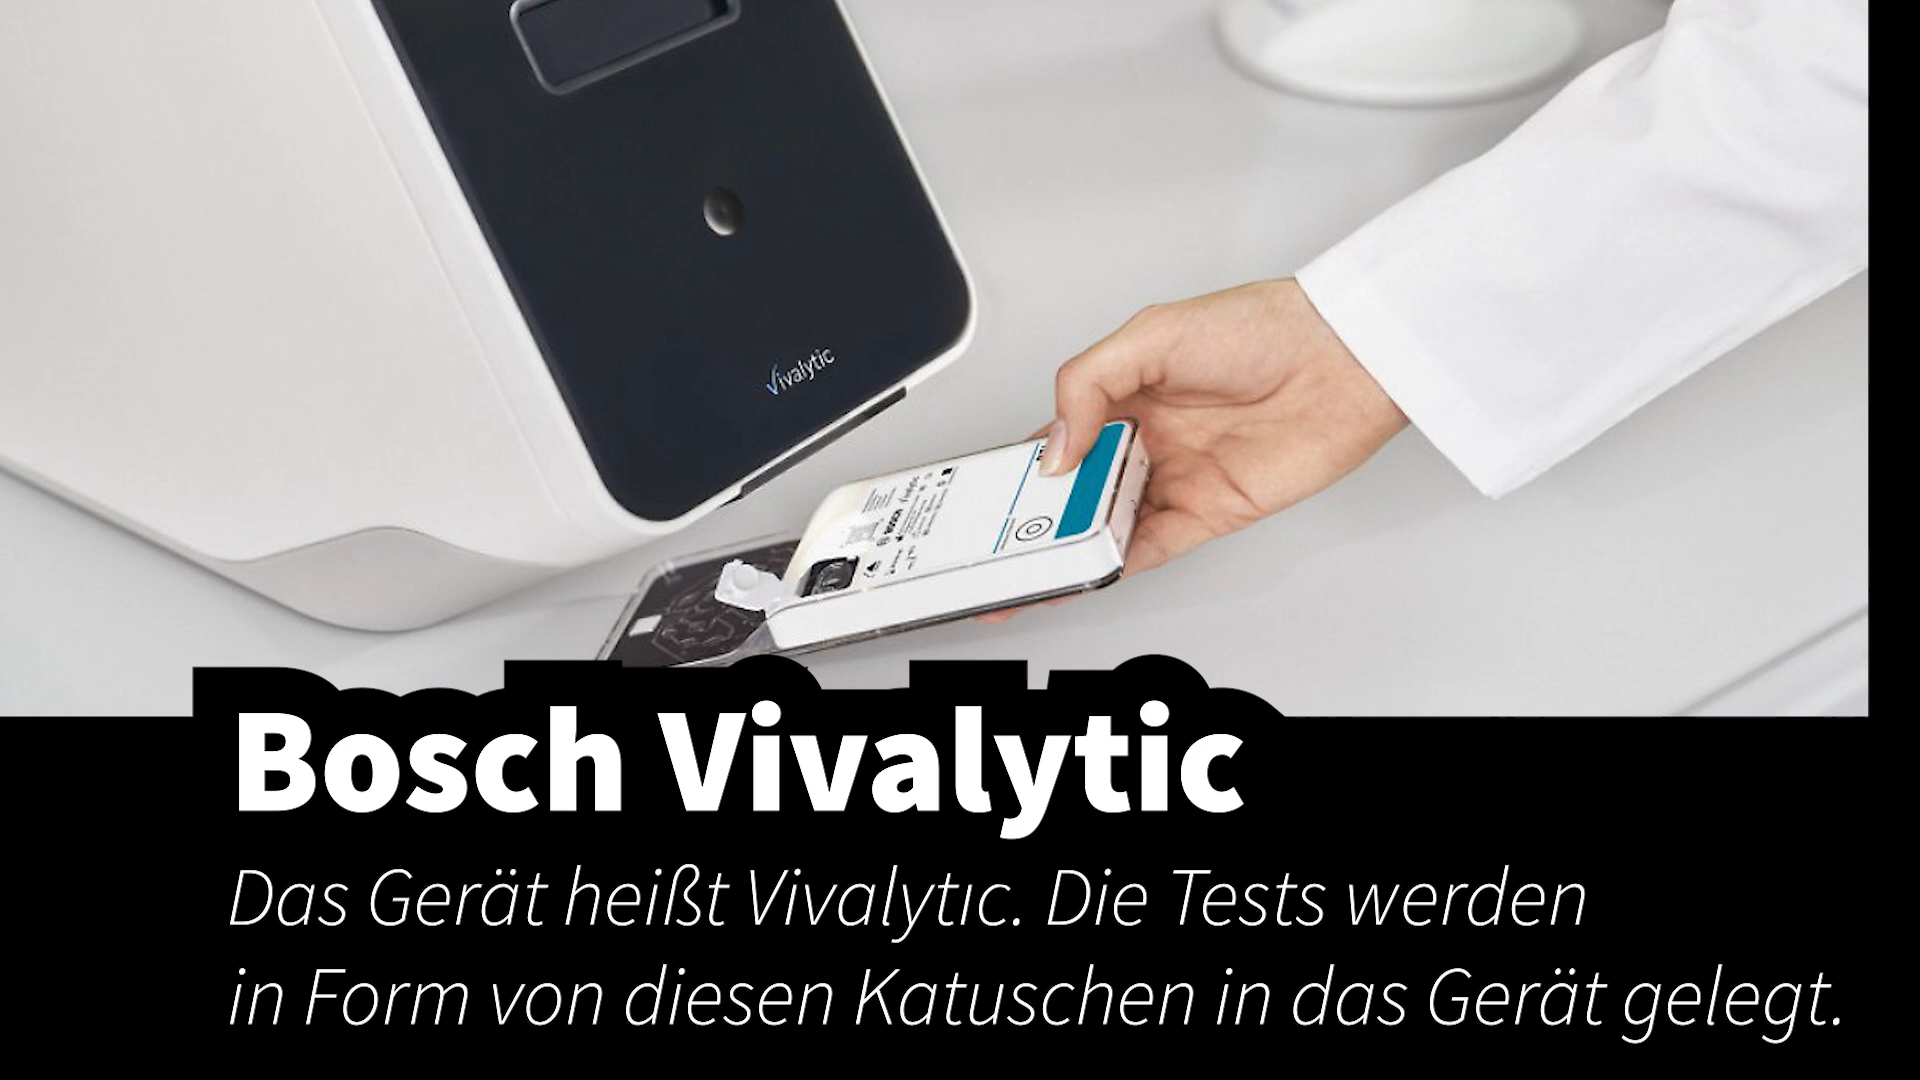 Vivalytic
BOSCH
Bosch Vivalytic
Das Gerät heißt Vivalytic. Die Tests werden
in Form von diesen Katuschen in das Gerät gelegt.